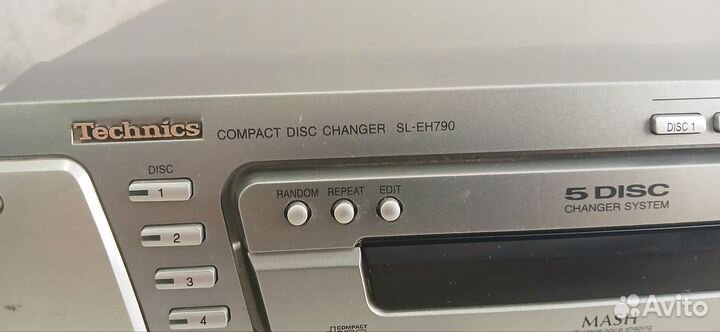 Technics COMPACT DISC CHANGER SL-EH790
DISC 1
DISC
1
RANDOM REPEAT EDIT
5 DISC
CHANGER SYSTEM
2
3
4
COMPACT
MASH
Avito